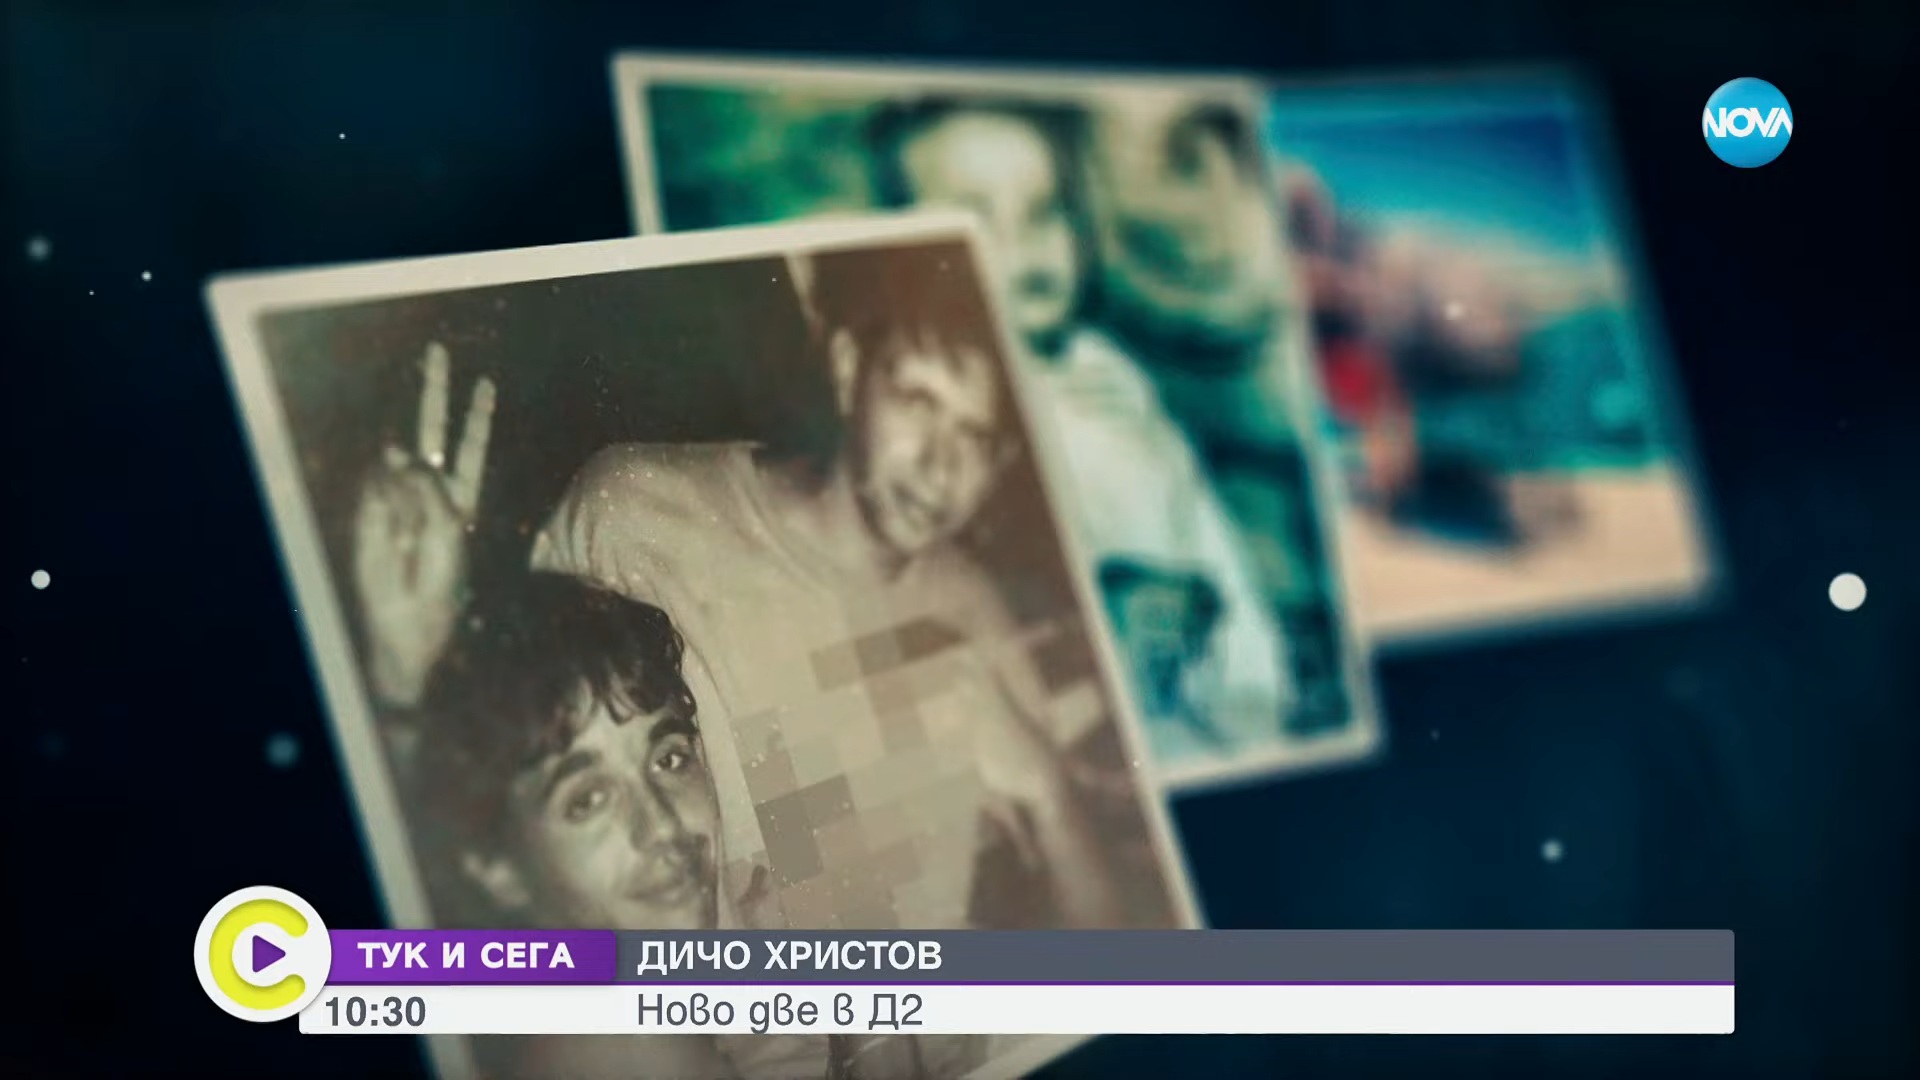 NOVA
ТУК И СЕГА
ДИЧО ХРИСТОВ
10:30
Ново две в Д2